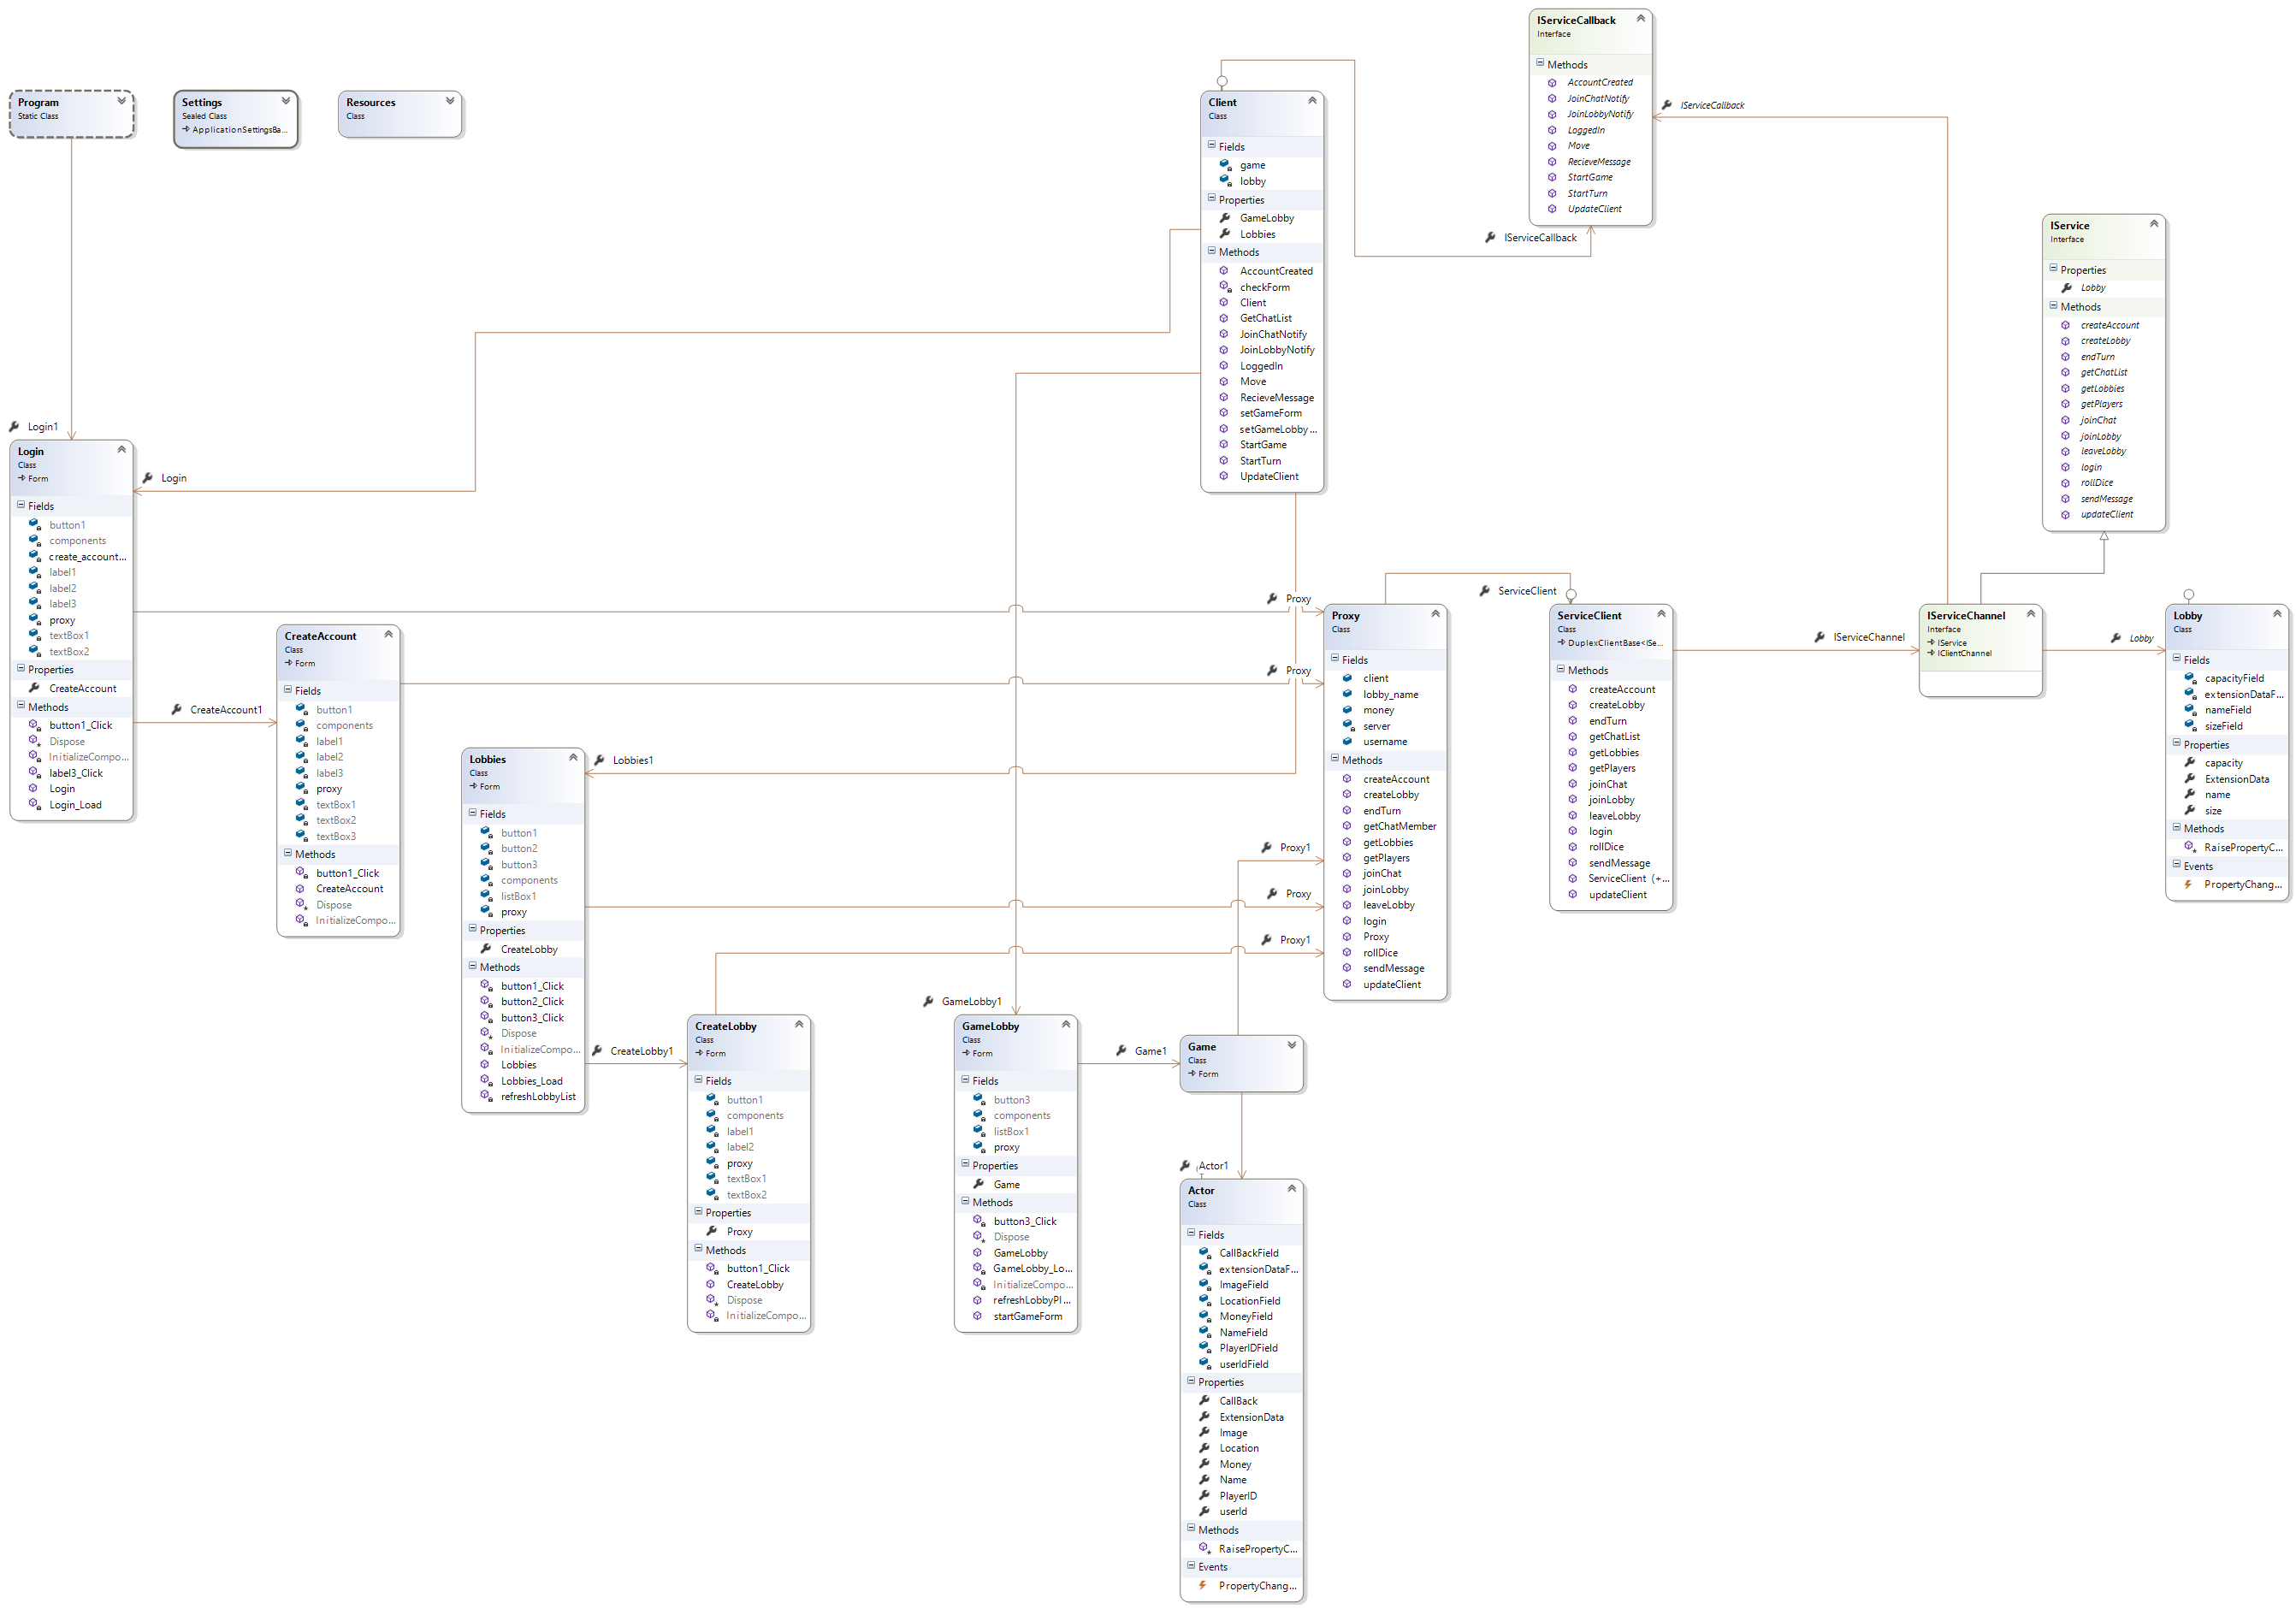 Program
Static Class
Settings
Sealed Class
ApplicationSettingsBa...
Resources
Class
Login1
Login
Class
Form
Fields
button1
components
create_account...
label1
label2
label3
proxy
textBox1
textBox2
Properties
CreateAccount
Methods
button1_Click
Dispose
InitializeCompo...
label3_Click
Login
Login_Load
Login
CreateAccount1
CreateAccount
Class
Form
Fields
button1
components
label1
label2
label3
proxy
textBox1
textBox2
textBox3
Methods
button1_Click
CreateAccount
Dispose
InitializeCompo...
Lobbies1
Lobbies
Class
Form
Fields
button1
button2
button3
components
listBox1
proxy
Properties
CreateLobby
Methods
button1_Click
button2_Click
button3_Click
Dispose
InitializeCompo...
Lobbies
Lobbies_Load
refreshLobbyList
CreateLobby1
CreateLobby
Class
Form
Fields
button1
components
label1
label2
proxy
textBox1
textBox2
Properties
Proxy
Methods
button1_Click
CreateLobby
Dispose
InitializeCompo...
GameLobby1
GameLobby
Class
Form
Fields
button3
components
listBox1
proxy
Properties
Game
Methods
button3_Click
Dispose
GameLobby
GameLobby_Lo...
InitializeCompo...
refreshLobbyPl...
startGameForm
Game1
Game
Class
Form
Actor1
Actor
Class
Fields
CallBackField
extensionDataF...
ImageField
LocationField
MoneyField
NameField
PlayerIDField
userIdField
Properties
CallBack
ExtensionData
Image
Location
Money
Name
PlayerID
userId
Methods
RaisePropertyC...
Events
PropertyChang...
Client
Class
Fields
game
lobby
Properties
GameLobby
Lobbies
Methods
AccountCreated
checkForm
Client
GetChatList
JoinChatNotify
JoinLobbyNotify
LoggedIn
Move
RecieveMessage
setGameForm
setGameLobby...
StartGame
StartTurn
UpdateClient
Proxy
Proxy
Proxy1
Proxy
Proxy1
Proxy
Class
Fields
client
lobby_name
money
server
username
Methods
createAccount
createLobby
endTurn
getChatMember
getLobbies
getPlayers
joinChat
joinLobby
leaveLobby
login
Proxy
rollDice
sendMessage
updateClient
IServiceCallback
Interface
Methods
AccountCreated
JoinChatNotify
JoinLobbyNotify
LoggedIn
Move
RecieveMessage
StartGame
StartTurn
UpdateClient
IServiceCallback
IServiceCallback
ServiceClient
ServiceClient
Class
DuplexClientBase<ISe...
Methods
createAccount
createLobby
endTurn
getChatList
getLobbies
getPlayers
joinChat
joinLobby
leaveLobby
login
rollDice
sendMessage
ServiceClient (+...
updateClient
IServiceChannel
IServiceChannel
Interface
IService
IClientChannel
IService
Interface
Properties
Lobby
Methods
createAccount
createLobby
endTurn
getChatList
getLobbies
getPlayers
joinChat
joinLobby
leaveLobby
login
rollDice
sendMessage
updateClient
Lobby
Lobby
Class
Fields
capacityField
extensionDataF...
nameField
sizeField
Properties
capacity
ExtensionData
name
size
Methods
RaisePropertyC...
Events
PropertyChang...